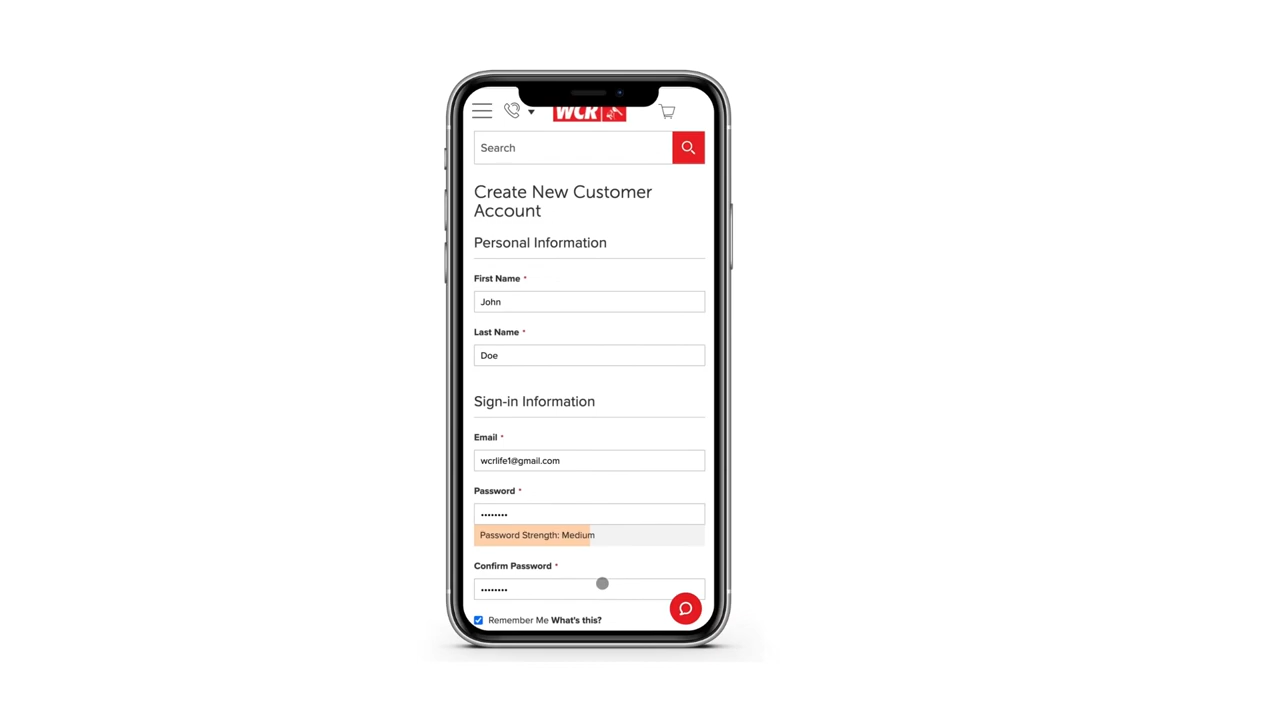 WCR
Search
Create New Customer
Account
Personal Information
First Name *
John
Last Name *
Doe
Sign-in Information
Email *
wcrlife1@gmail.com
Password *
••••••••
Password Strength: Medium
Confirm Password *
••••••••
Remember Me What's this?